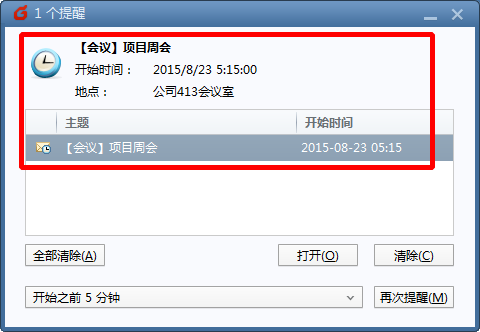 1 个提醒
【会议】项目周会
开始时间： 2015/8/23 5:15:00
地点： 公司413会议室
主题 开始时间
【会议】项目周会 2015-08-23 05:15
全部清除(A) 打开(O) 清除(C)
开始之前 5 分钟 再次提醒(M)